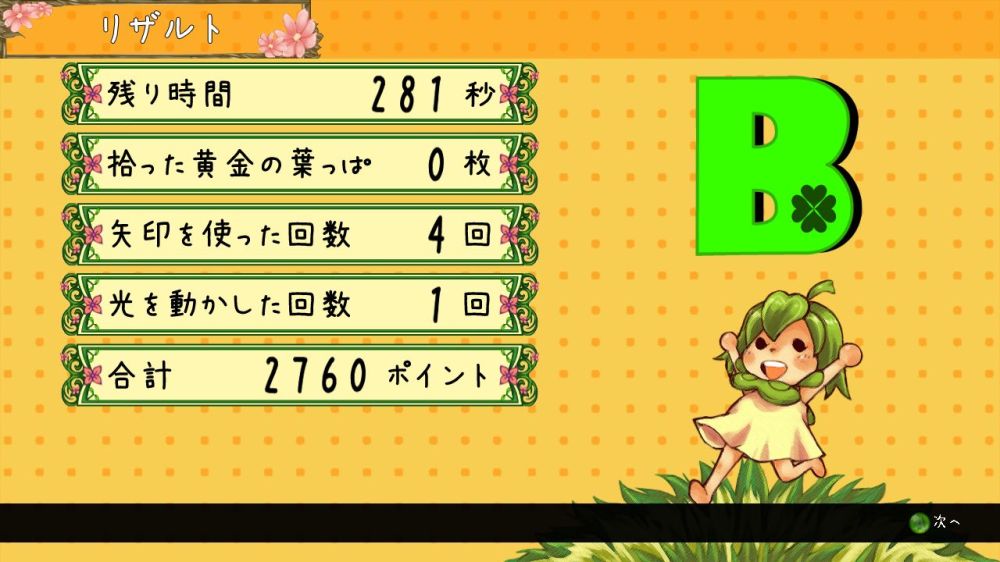 リザルト
残り時間 281 秒
拾った黄金の葉っぱ 0 枚
矢印を使った回数 4 回
光を動かした回数 1 回
合計 2760 ポイント
B
次へ